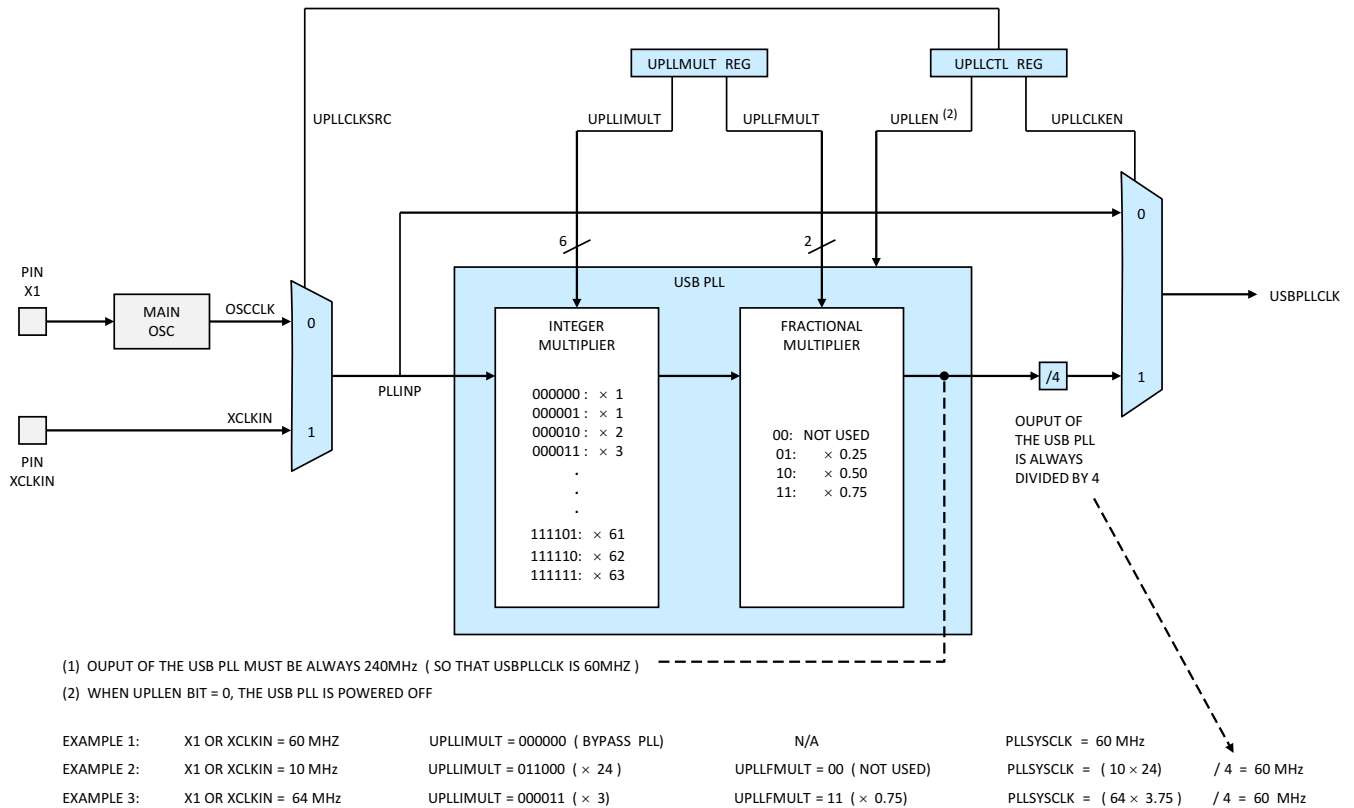 UPLLMULT REG
UPLLCTL REG
UPLLCLKSRC
UPLLIMULT
UPLLFMULT
UPLLEN (2)
UPLLCLKEN
0
6
2
USB PLL
PIN
X1
MAIN
OSC
OSCCLK
0
USBPLLCLK
INTEGER
MULTIPLIER
FRACTIONAL
MULTIPLIER
PLLINP
/4
1
000000 : × 1
000001 : × 1
000010 : × 2
000011 : × 3
.
.
.
111101: × 61
111110: × 62
111111: × 63
00: NOT USED
01: × 0.25
10: × 0.50
11: × 0.75
XCLKIN
1
PIN
XCLKIN
OUPUT OF
THE USB PLL
IS ALWAYS
DIVIDED BY 4
(1) OUPUT OF THE USB PLL MUST BE ALWAYS 240MHz ( SO THAT USBPLLCLK IS 60MHZ )
(2) WHEN UPLLEN BIT = 0, THE USB PLL IS POWERED OFF
EXAMPLE 1: X1 OR XCLKIN = 60 MHZ UPLLIMULT = 000000 ( BYPASS PLL) N/A PLLSYSCLK = 60 MHz
EXAMPLE 2: X1 OR XCLKIN = 10 MHz UPLLIMULT = 011000 ( × 24 ) UPLLFMULT = 00 ( NOT USED) PLLSYSCLK = ( 10 × 24) / 4 = 60 MHz
EXAMPLE 3: X1 OR XCLKIN = 64 MHz UPLLIMULT = 000011 ( × 3) UPLLFMULT = 11 ( × 0.75) PLLSYSCLK = ( 64 × 3.75 ) / 4 = 60 MHz